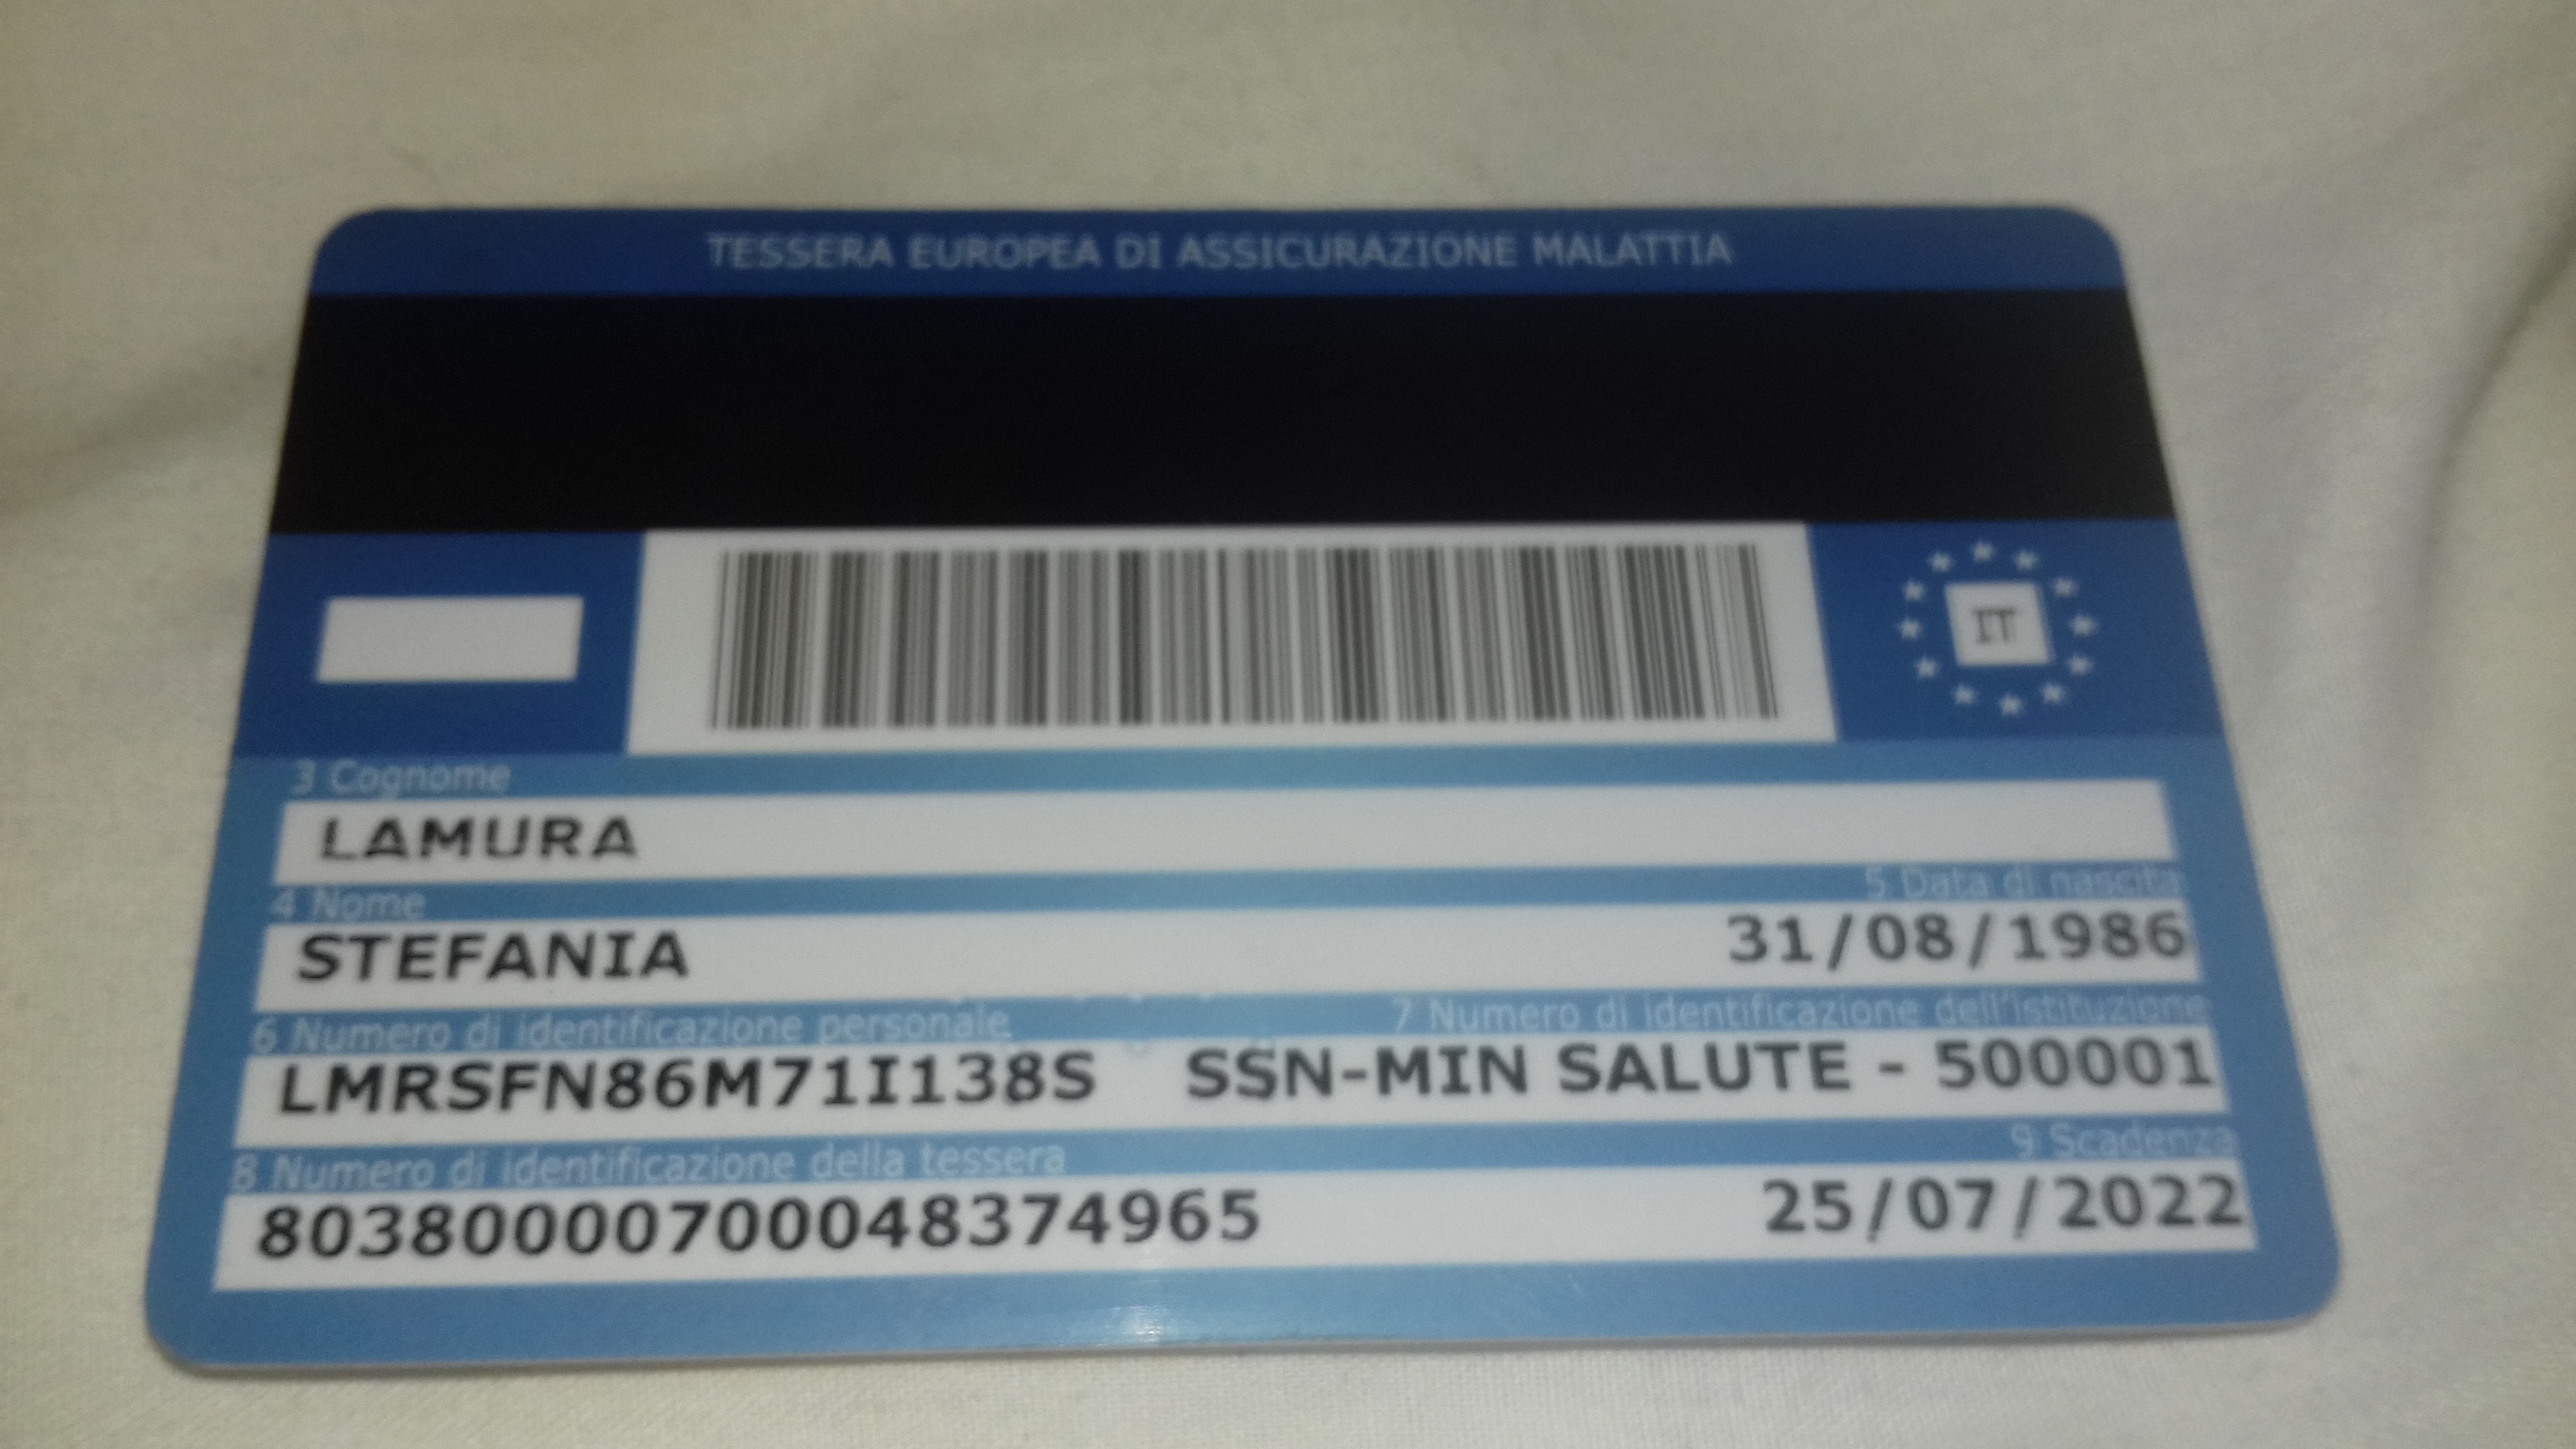 TESSERA EUROPEA DI ASSICURAZIONE MALATTIA
IT
3 Cognome
LAMURA
4 Nome
5 Data di nascita
STEFANIA
31/08/1986
6 Numero di identificazione personale
7 Numero di identificazione dell'istituzione
LMRSFN86M71I138S
SSN-MIN SALUTE - 500001
8 Numero di identificazione della tessera
9 Scadenza
80380000700048374965
25/07/2022